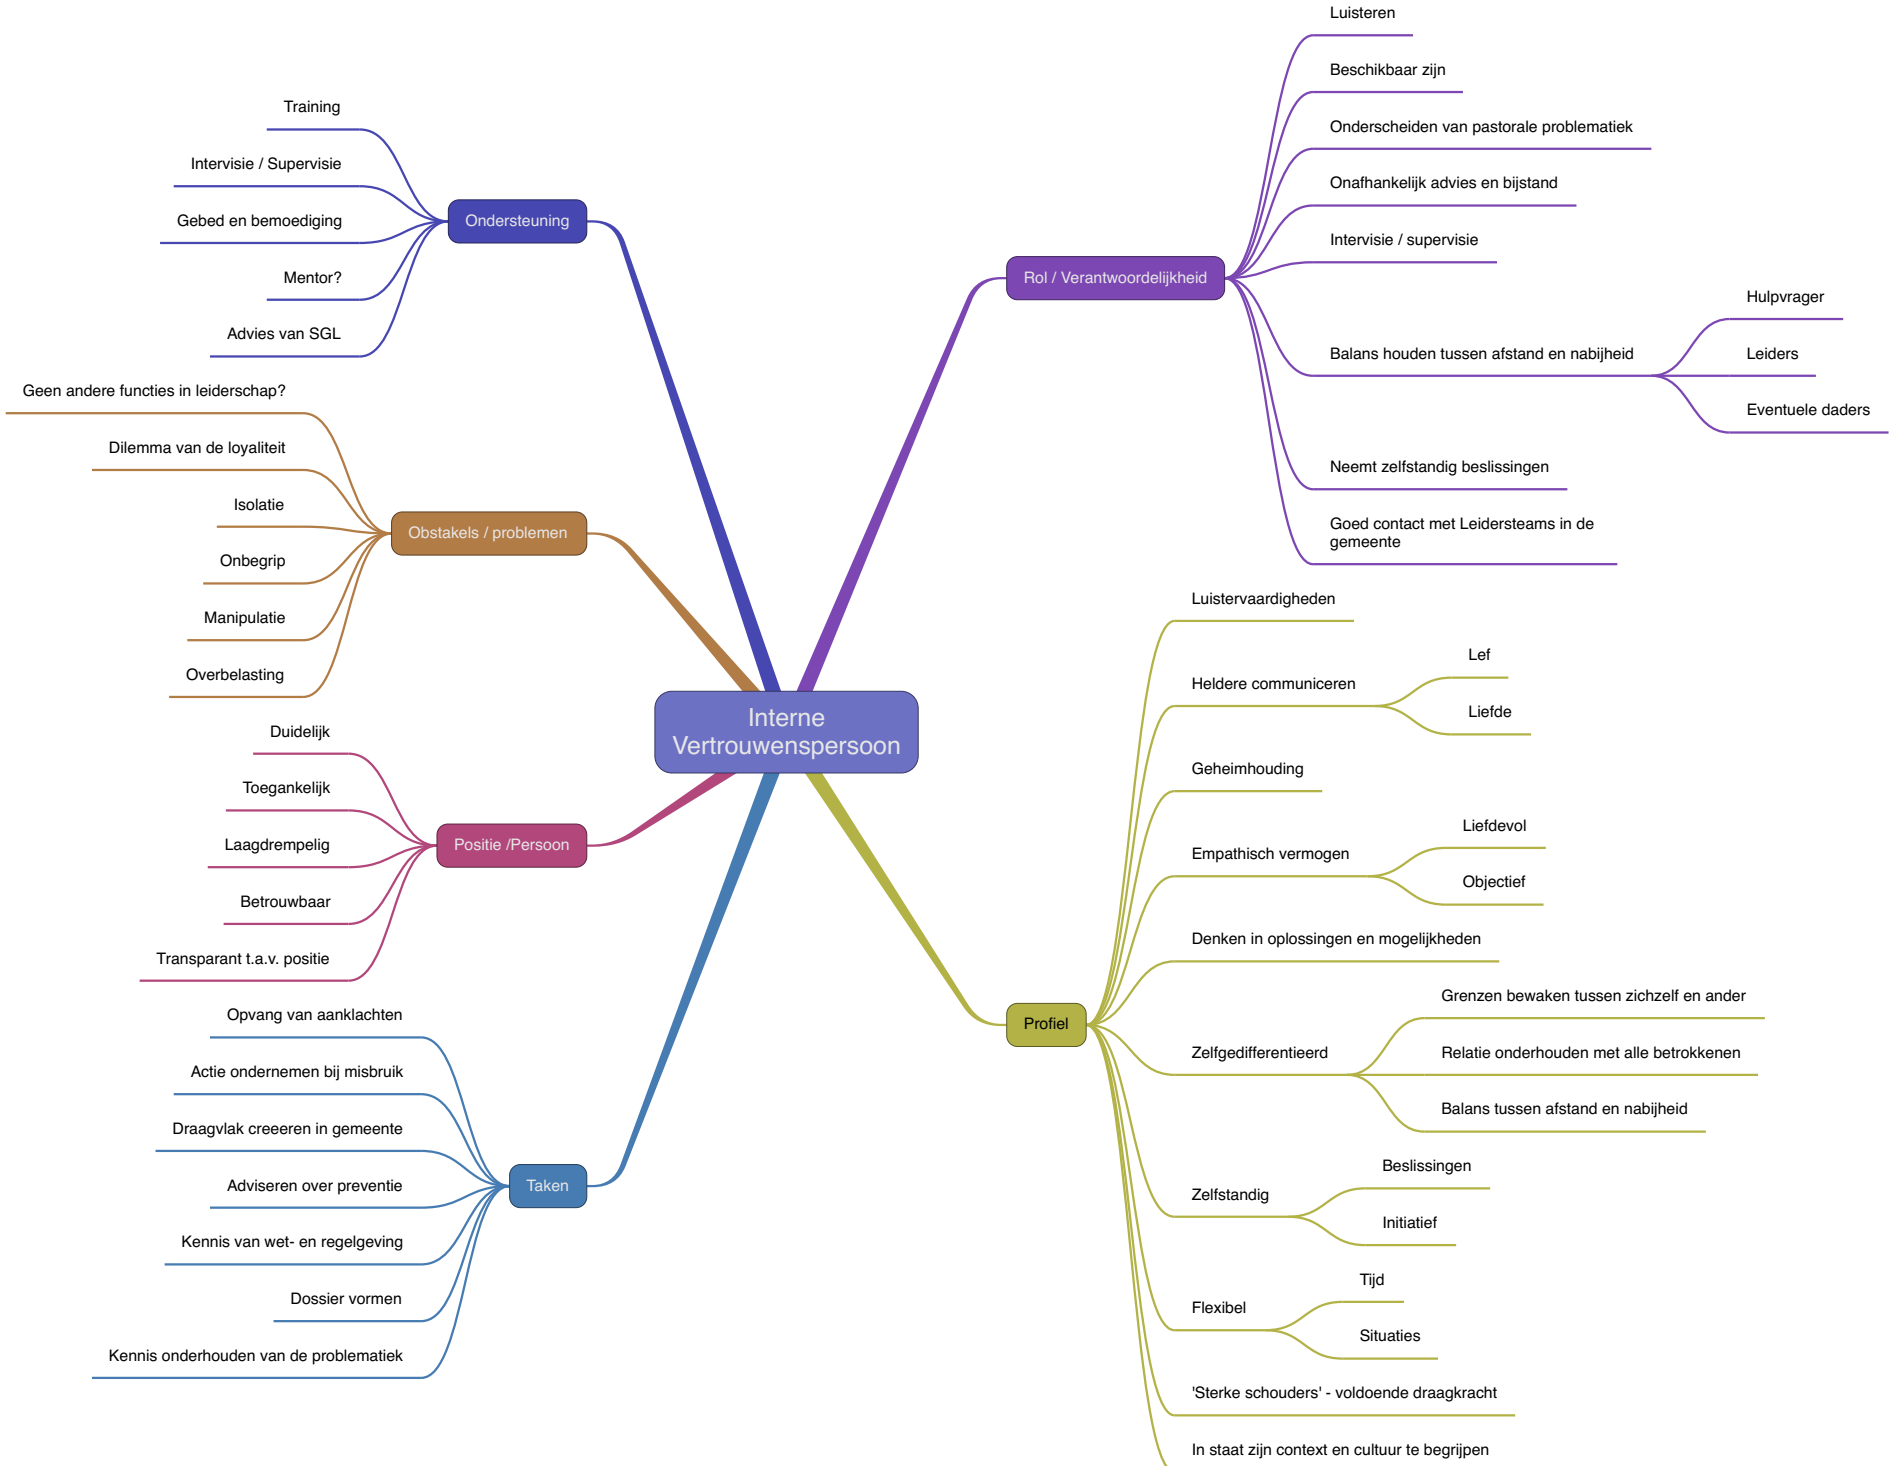 Interne
Vertrouwenspersoon
Ondersteuning
Training
Intervisie / Supervisie
Gebed en bemoediging
Mentor?
Advies van SGL
Obstakels / problemen
Geen andere functies in leiderschap?
Dilemma van de loyaliteit
Isolatie
Onbegrip
Manipulatie
Overbelasting
Positie /Persoon
Duidelijk
Toegankelijk
Laagdrempelig
Betrouwbaar
Transparant t.a.v. positie
Taken
Opvang van aanklachten
Actie ondernemen bij misbruik
Draagvlak creeeren in gemeente
Adviseren over preventie
Kennis van wet- en regelgeving
Dossier vormen
Kennis onderhouden van de problematiek
Rol / Verantwoordelijkheid
Luisteren
Beschikbaar zijn
Onderscheiden van pastorale problematiek
Onafhankelijk advies en bijstand
Intervisie / supervisie
Balans houden tussen afstand en nabijheid
Hulpvrager
Leiders
Eventuele daders
Neemt zelfstandig beslissingen
Goed contact met Leidersteams in de
gemeente
Profiel
Luistervaardigheden
Heldere communiceren
Lef
Liefde
Geheimhouding
Empathisch vermogen
Liefdevol
Objectief
Denken in oplossingen en mogelijkheden
Zelfgedifferentieerd
Grenzen bewaken tussen zichzelf en ander
Relatie onderhouden met alle betrokkenen
Balans tussen afstand en nabijheid
Zelfstandig
Beslissingen
Initiatief
Flexibel
Tijd
Situaties
'Sterke schouders' - voldoende draagkracht
In staat zijn context en cultuur te begrijpen